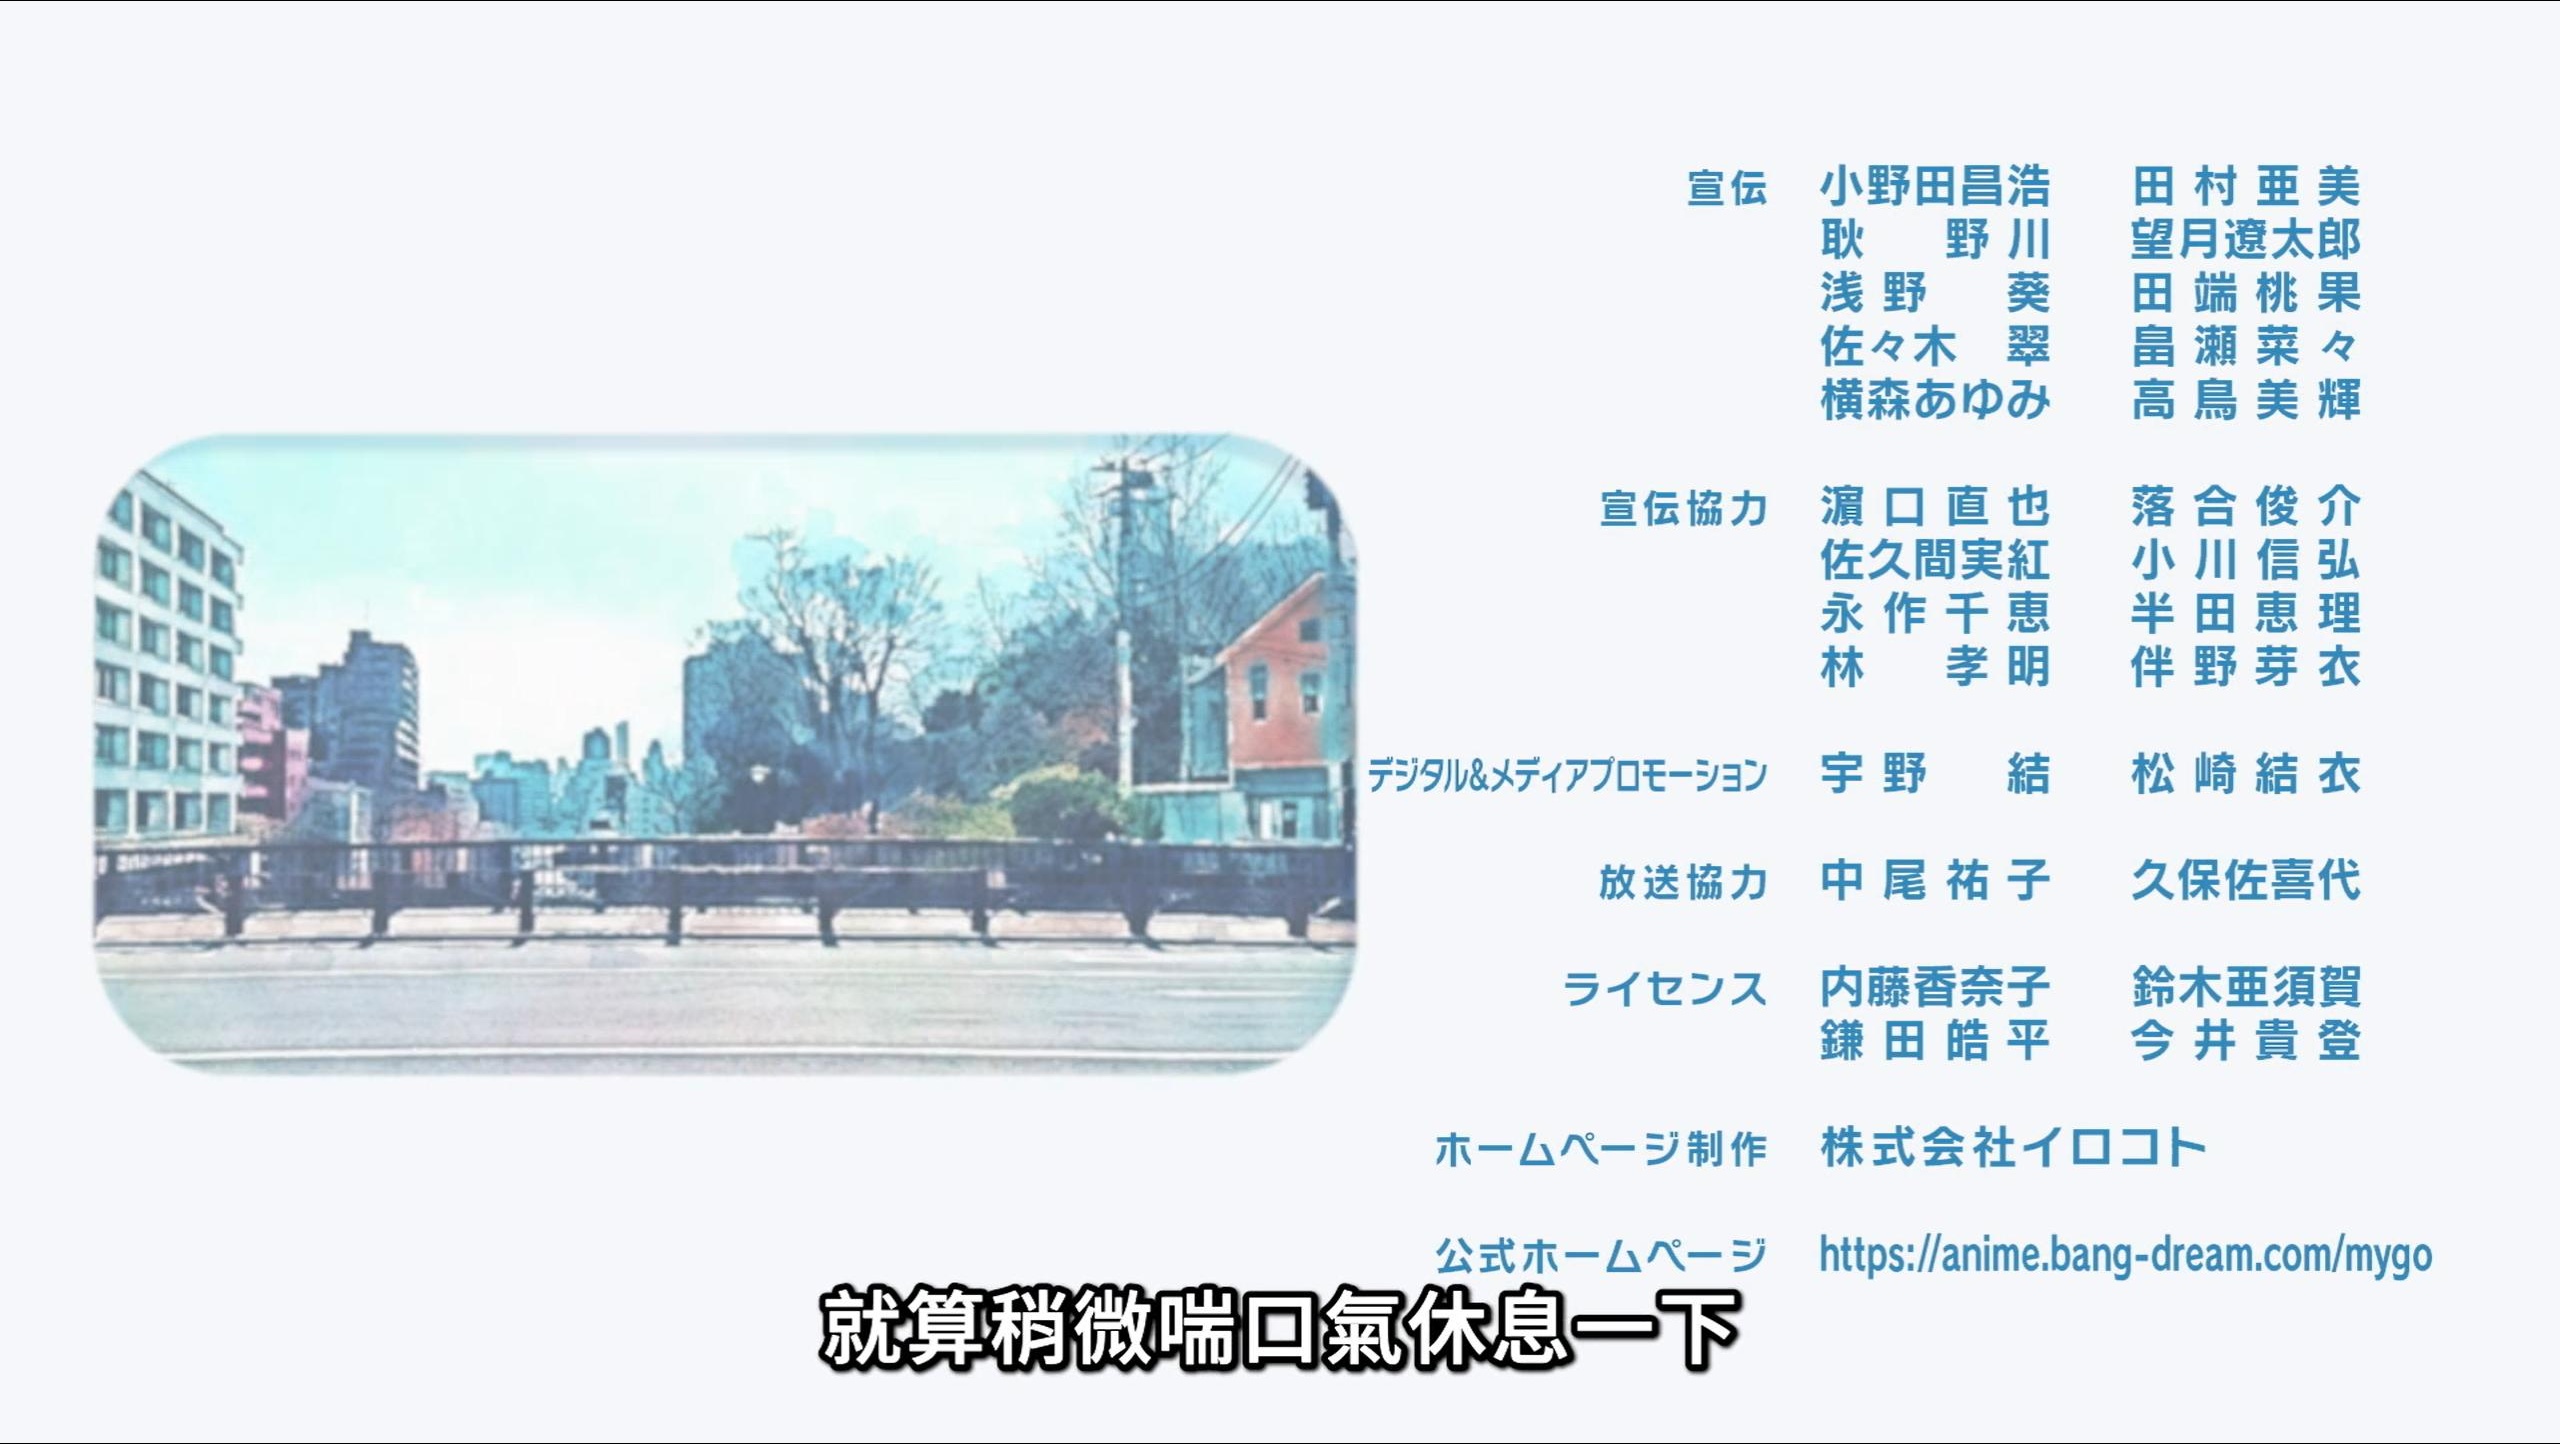 宣伝 小野田昌浩 田村亜美
耿 野川 望月遼太郎
浅野 葵 田端桃果
佐々木 翠 畠瀬菜々
横森あゆみ 高鳥美輝
宣伝協力 濵口直也 落合俊介
佐久間実紅 小川信弘
永作千恵 半田恵理
林 孝明 伴野芽衣
デジタル&メディアプロモーション 宇野 結 松崎結衣
放送協力 中尾祐子 久保佐喜代
ライセンス 内藤香奈子 鈴木亜須賀
鎌田皓平 今井貴登
ホームページ制作 株式会社イロコト
公式ホームページ https://anime.bang-dream.com/mygo
就算稍微喘口氣休息一下